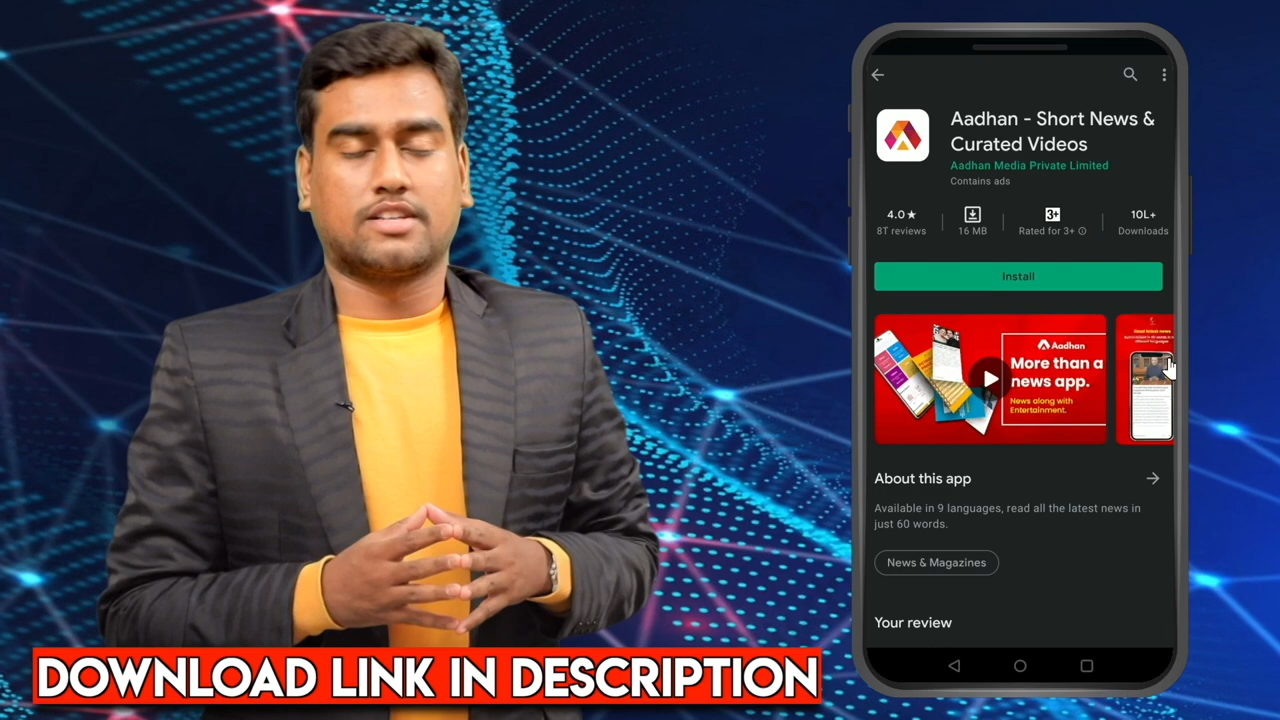 Aadhan - Short News &
Curated Videos
Aadhan Media Private Limited
Contains ads
4.0★
8T reviews
16 MB
3+
Rated for 3+
10L+
Downloads
Install
Aadhan
More than a
news app.
News along with
Entertainment.
Read latest news
About this app
Available in 9 languages, read all the latest news in
just 60 words.
News & Magazines
Your review
DOWNLOAD LINK IN DESCRIPTION